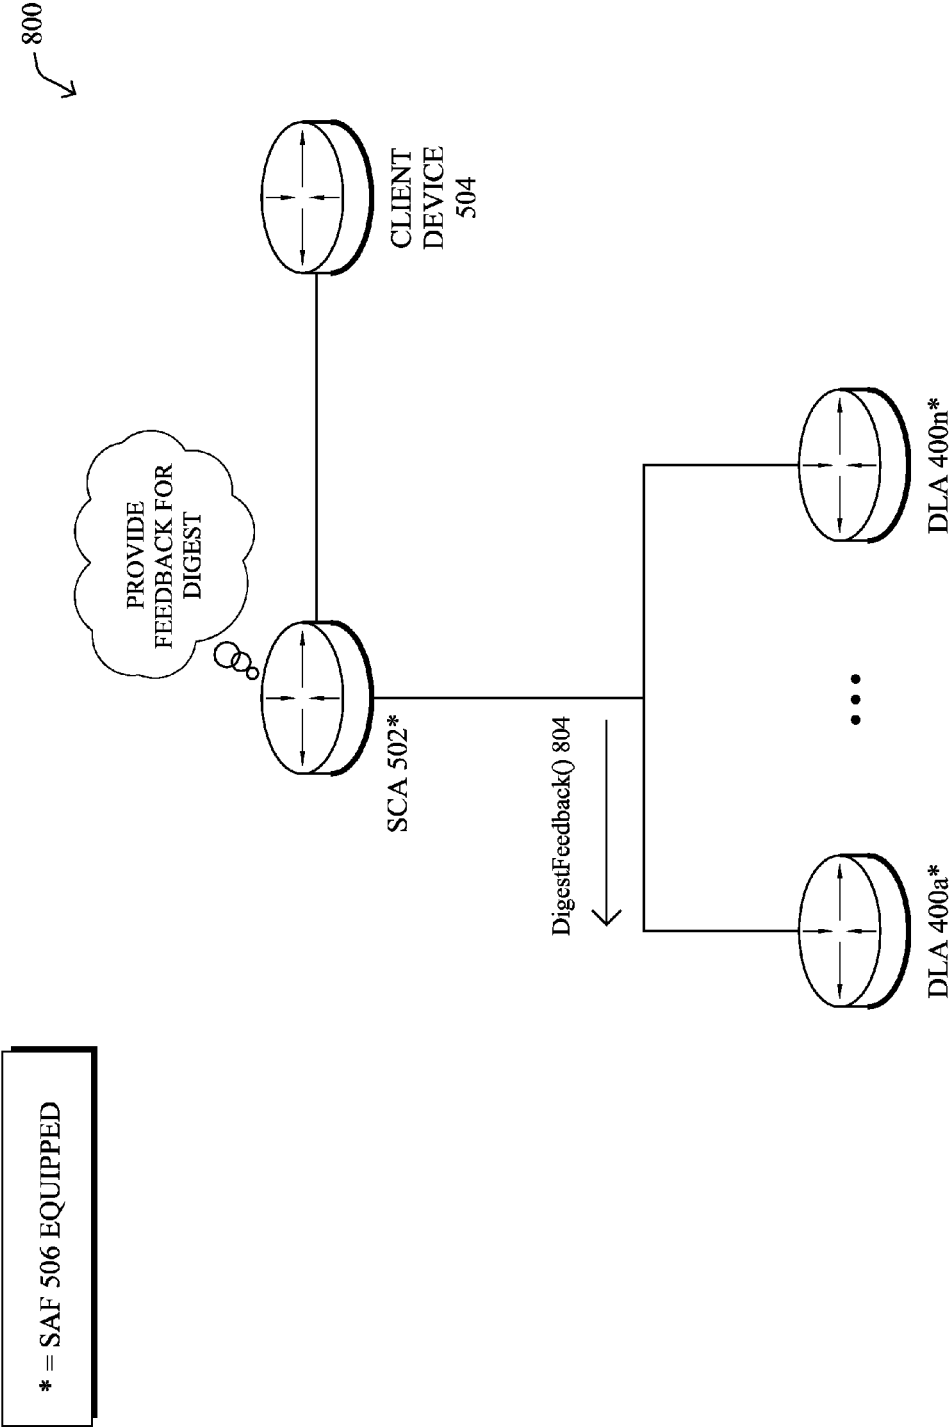 800
PROVIDE
FEEDBACK FOR
DIGEST
CLIENT
DEVICE
504
SCA 502*
DigestFeedback() 804
DLA 400a*
DLA 400n*
* = SAF 506 EQUIPPED